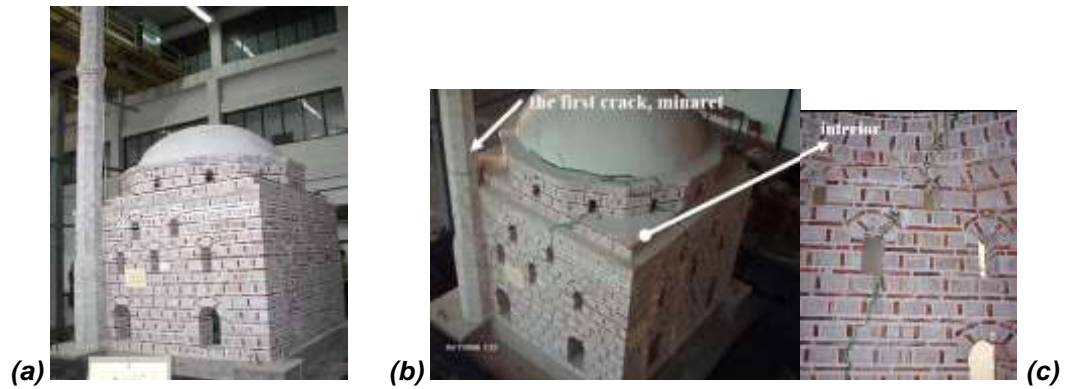 the first crack, minaret
interior
(a)
(b)
(c)